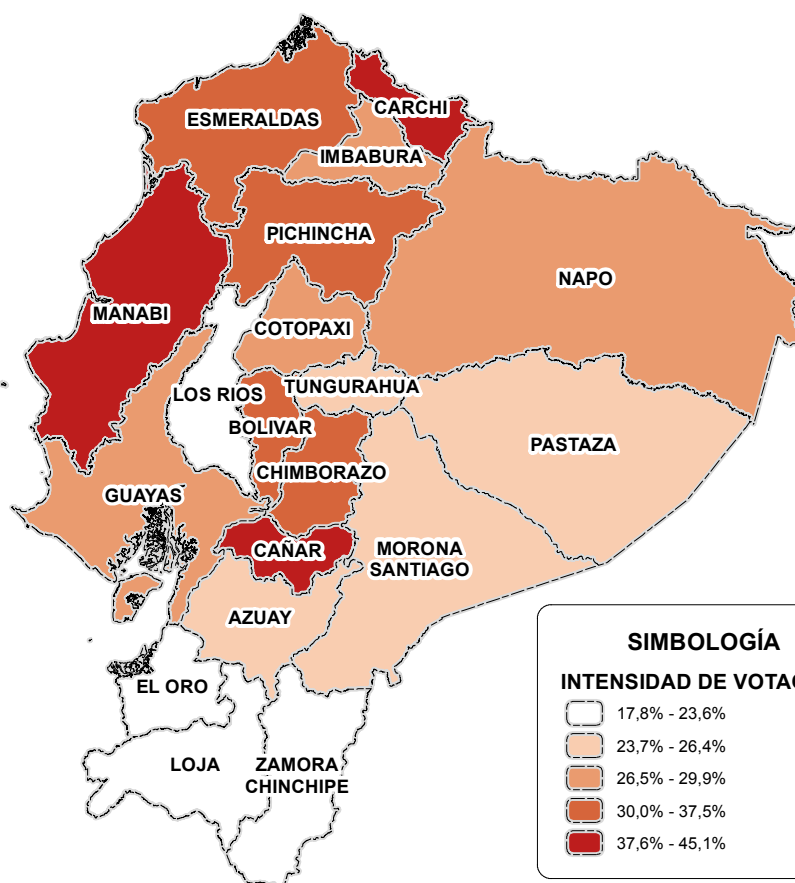 CARCHI
ESMERALDAS
IMBABURA
PICHINCHA
NAPO
MANABI
COTOPAXI
TUNGURAHUA
LOS RIOS
BOLIVAR
PASTAZA
CHIMBORAZO
GUAYAS
CAÑAR
MORONA
SANTIAGO
AZUAY
EL ORO
LOJA
ZAMORA
CHINCHIPE
SIMBOLOGÍA
INTENSIDAD DE
17,8% - 23,6%
23,7% - 26,4%
26,5% - 29,9%
30,0% - 37,5%
37,6% - 45,1%